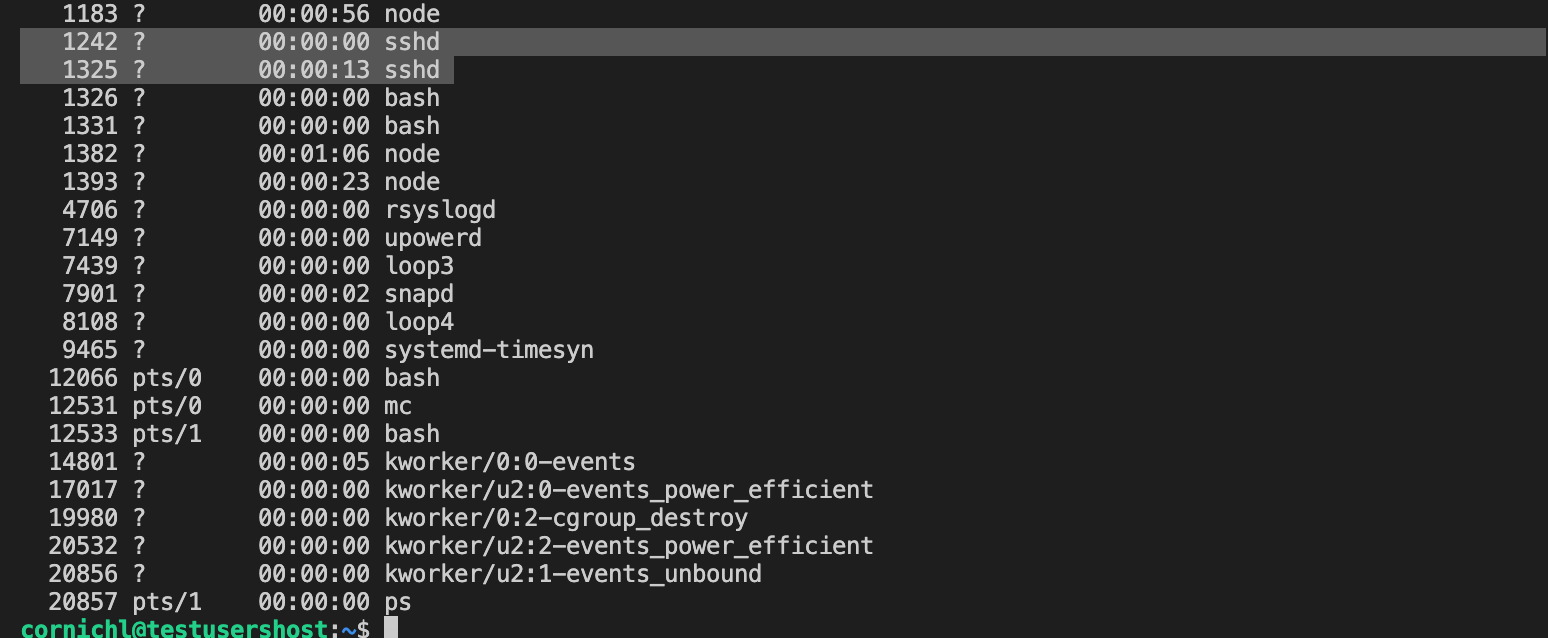 1183 ?        00:00:56 node
1242 ?        00:00:00 sshd
1325 ?        00:00:13 sshd
1326 ?        00:00:00 bash
1331 ?        00:00:00 bash
1382 ?        00:01:06 node
1393 ?        00:00:23 node
4706 ?        00:00:00 rsyslogd
7149 ?        00:00:00 upowerd
7439 ?        00:00:00 loop3
7901 ?        00:00:02 snapd
8108 ?        00:00:00 loop4
9465 ?        00:00:00 systemd-timesyn
12066 pts/0    00:00:00 bash
12531 pts/0    00:00:00 mc
12533 pts/1    00:00:00 bash
14801 ?        00:00:05 kworker/0:0-events
17017 ?        00:00:00 kworker/u2:0-events_power_efficient
19980 ?        00:00:00 kworker/0:2-cgroup_destroy
20532 ?        00:00:00 kworker/u2:2-events_power_efficient
20856 ?        00:00:00 kworker/u2:1-events_unbound
20857 pts/1    00:00:00 ps
cornichl@testusershost:~$